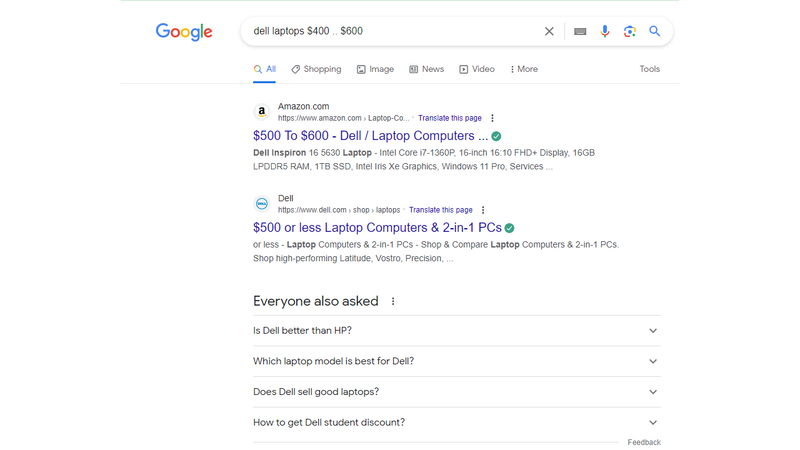 Google
dell laptops $400 .. $600
All Shopping Image News Video More Tools
a
Amazon.com
https://www.amazon.com › Laptop-Co... · Translate this page
$500 To $600 - Dell / Laptop Computers ...
Dell Inspiron 16 5630 Laptop - Intel Core i7-1360P, 16-inch 16:10 FHD+ Display, 16GB
LPDDR5 RAM, 1TB SSD, Intel Iris Xe Graphics, Windows 11 Pro, Services ...
DELL
Dell
https://www.dell.com › shop › laptops · Translate this page
$500 or less Laptop Computers & 2-in-1 PCs
or less - Laptop Computers & 2-in-1 PCs - Shop & Compare Laptop Computers & 2-in-1 PCs.
Shop high-performing Latitude, Vostro, Precision, ...
Everyone also asked
Is Dell better than HP?
Which laptop model is best for Dell?
Does Dell sell good laptops?
How to get Dell student discount?
Feedback